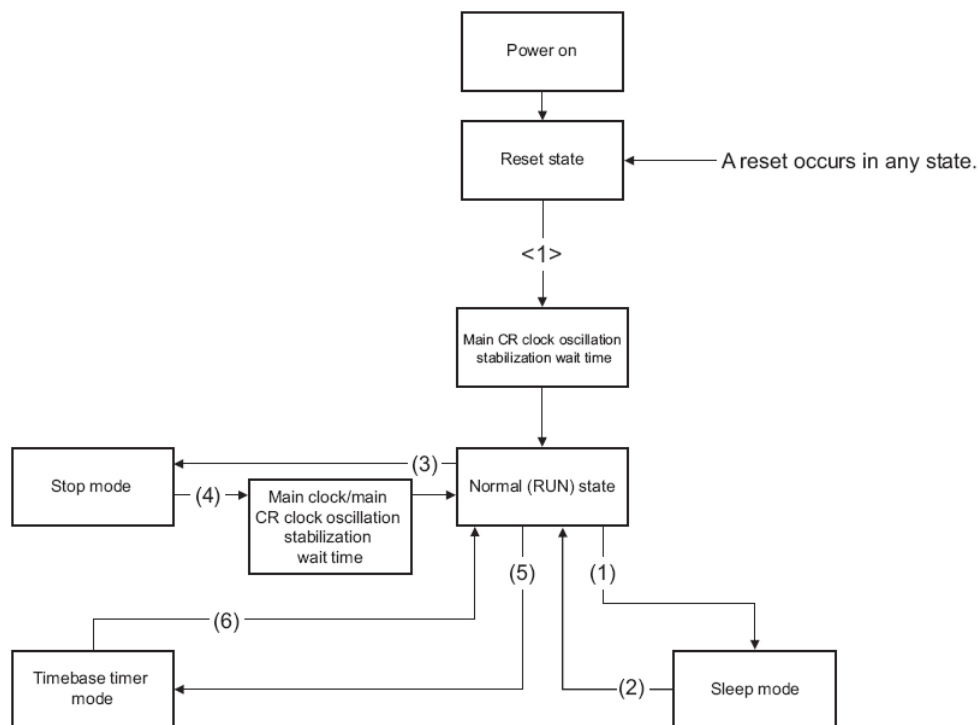 Power on
Reset state
A reset occurs in any state.
<1>
Main CR clock oscillation
stabilization wait time
Stop mode
(3)
Normal (RUN) state
(4)
Main clock/main
CR clock oscillation
stabilization
wait time
(5)
(1)
(6)
Timebase timer
mode
(2)
Sleep mode